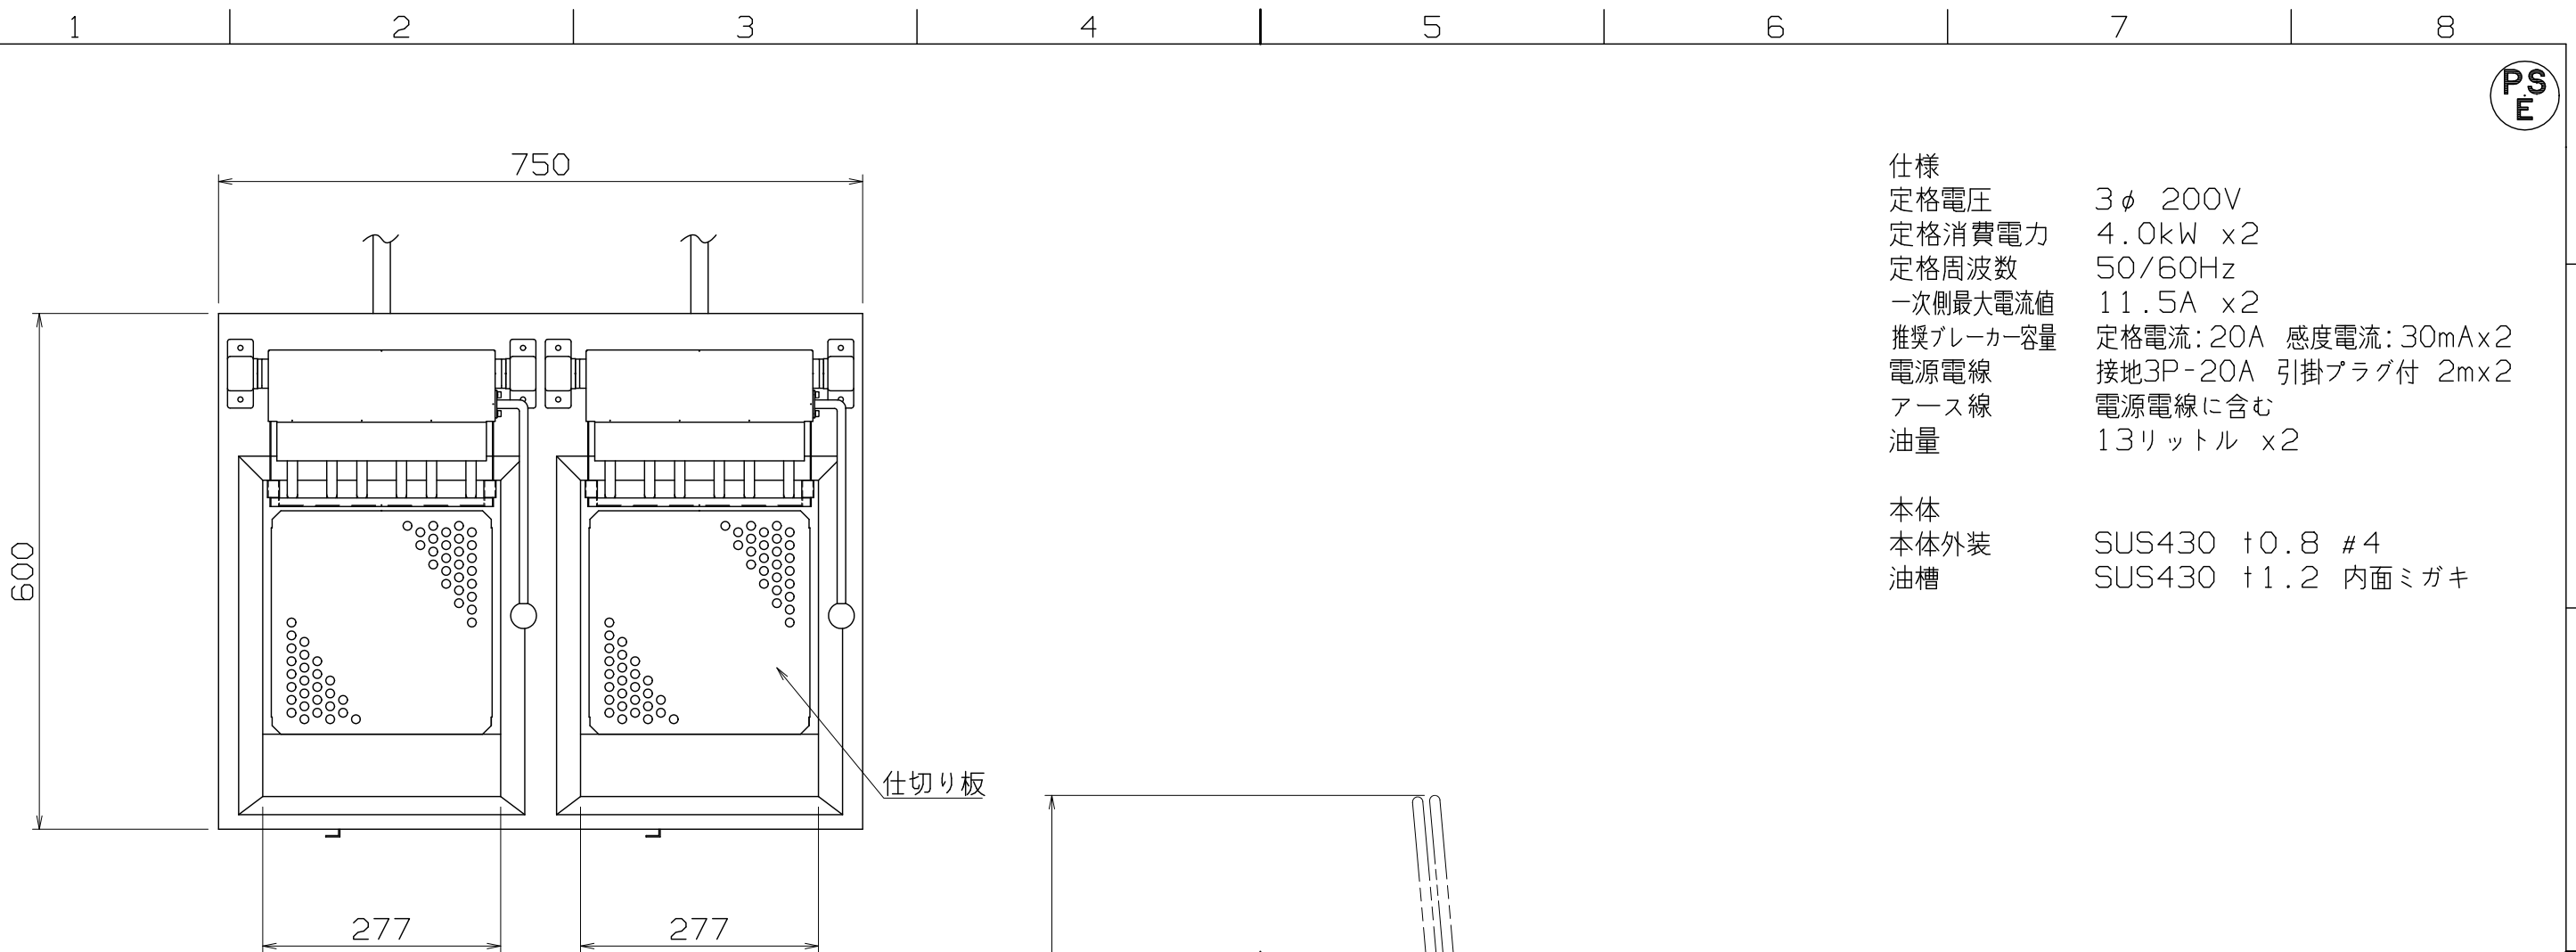 1 2 3 4 5 6 7 8
PS
E
750
600
仕切り板
277 277
仕様
定格電圧 3φ 200V
定格消費電力 4.0kW x2
定格周波数 50/60Hz
一次側最大電流値 11.5A x2
推奨ブレーカー容量 定格電流:20A 感度電流:30mAx2
電源電線 接地3P-20A 引掛プラグ付 2mx2
アース線 電源電線に含む
油量 13リットル x2
本体
本体外装 SUS430 t0.8 #4
油槽 SUS430 t1.2 内面ミガキ